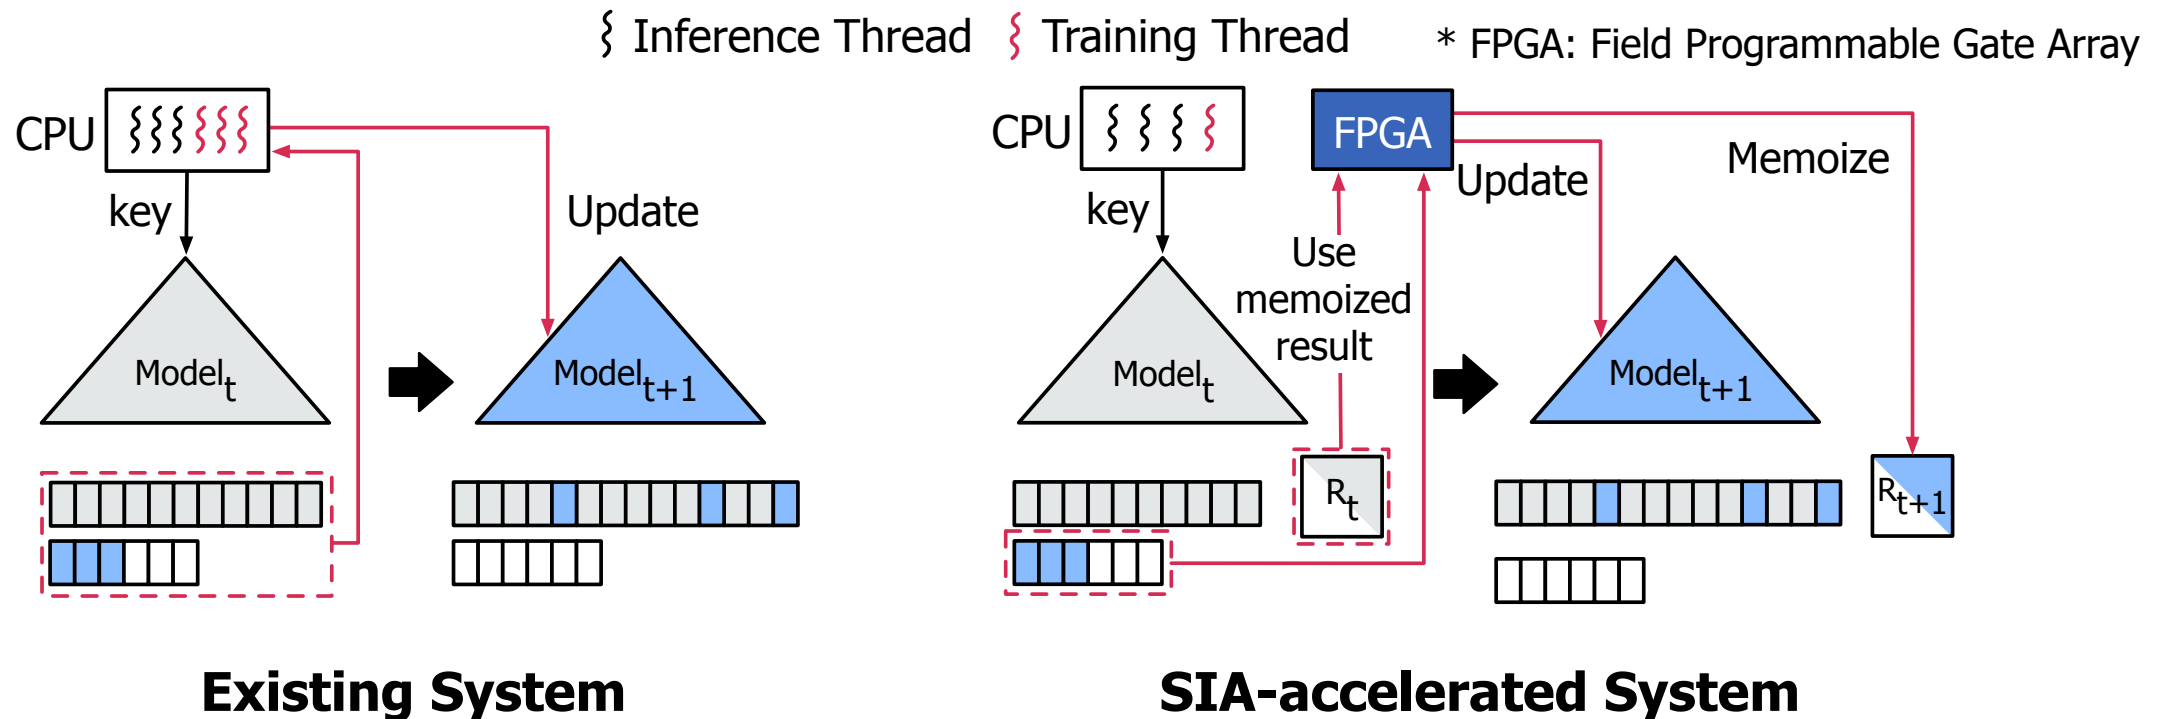 Inference Thread
Training Thread
* FPGA: Field Programmable Gate Array
CPU
key
Update
Model_t
Model_t+1
Existing System
CPU
FPGA
key
Update
Memoize
Use
memoized
result
Model_t
Model_t+1
R_t
R_t+1
SIA-accelerated System